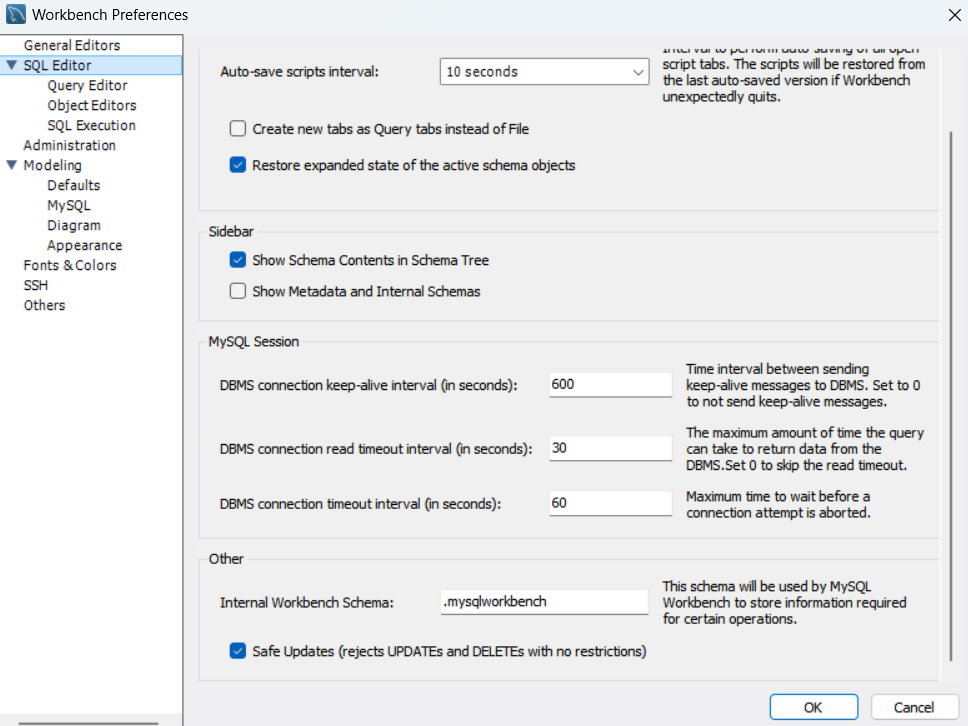 Workbench Preferences
General Editors
SQL Editor
Query Editor
Object Editors
SQL Execution
Administration
Modeling
Defaults
MySQL
Diagram
Appearance
Fonts & Colors
SSH
Others
Auto-save scripts interval:
10 seconds
Interval to perform auto-saving of all open
script tabs. The scripts will be restored from
the last auto-saved version if Workbench
unexpectedly quits.
Create new tabs as Query tabs instead of File
Restore expanded state of the active schema objects
Sidebar
Show Schema Contents in Schema Tree
Show Metadata and Internal Schemas
MySQL Session
DBMS connection keep-alive interval (in seconds):
600
Time interval between sending
keep-alive messages to DBMS. Set to 0
to not send keep-alive messages.
DBMS connection read timeout interval (in seconds):
30
The maximum amount of time the query
can take to return data from the
DBMS.Set 0 to skip the read timeout.
DBMS connection timeout interval (in seconds):
60
Maximum time to wait before a
connection attempt is aborted.
Other
Internal Workbench Schema:
.mysqlworkbench
This schema will be used by MySQL
Workbench to store information required
for certain operations.
Safe Updates (rejects UPDATEs and DELETEs with no restrictions)
OK
Cancel